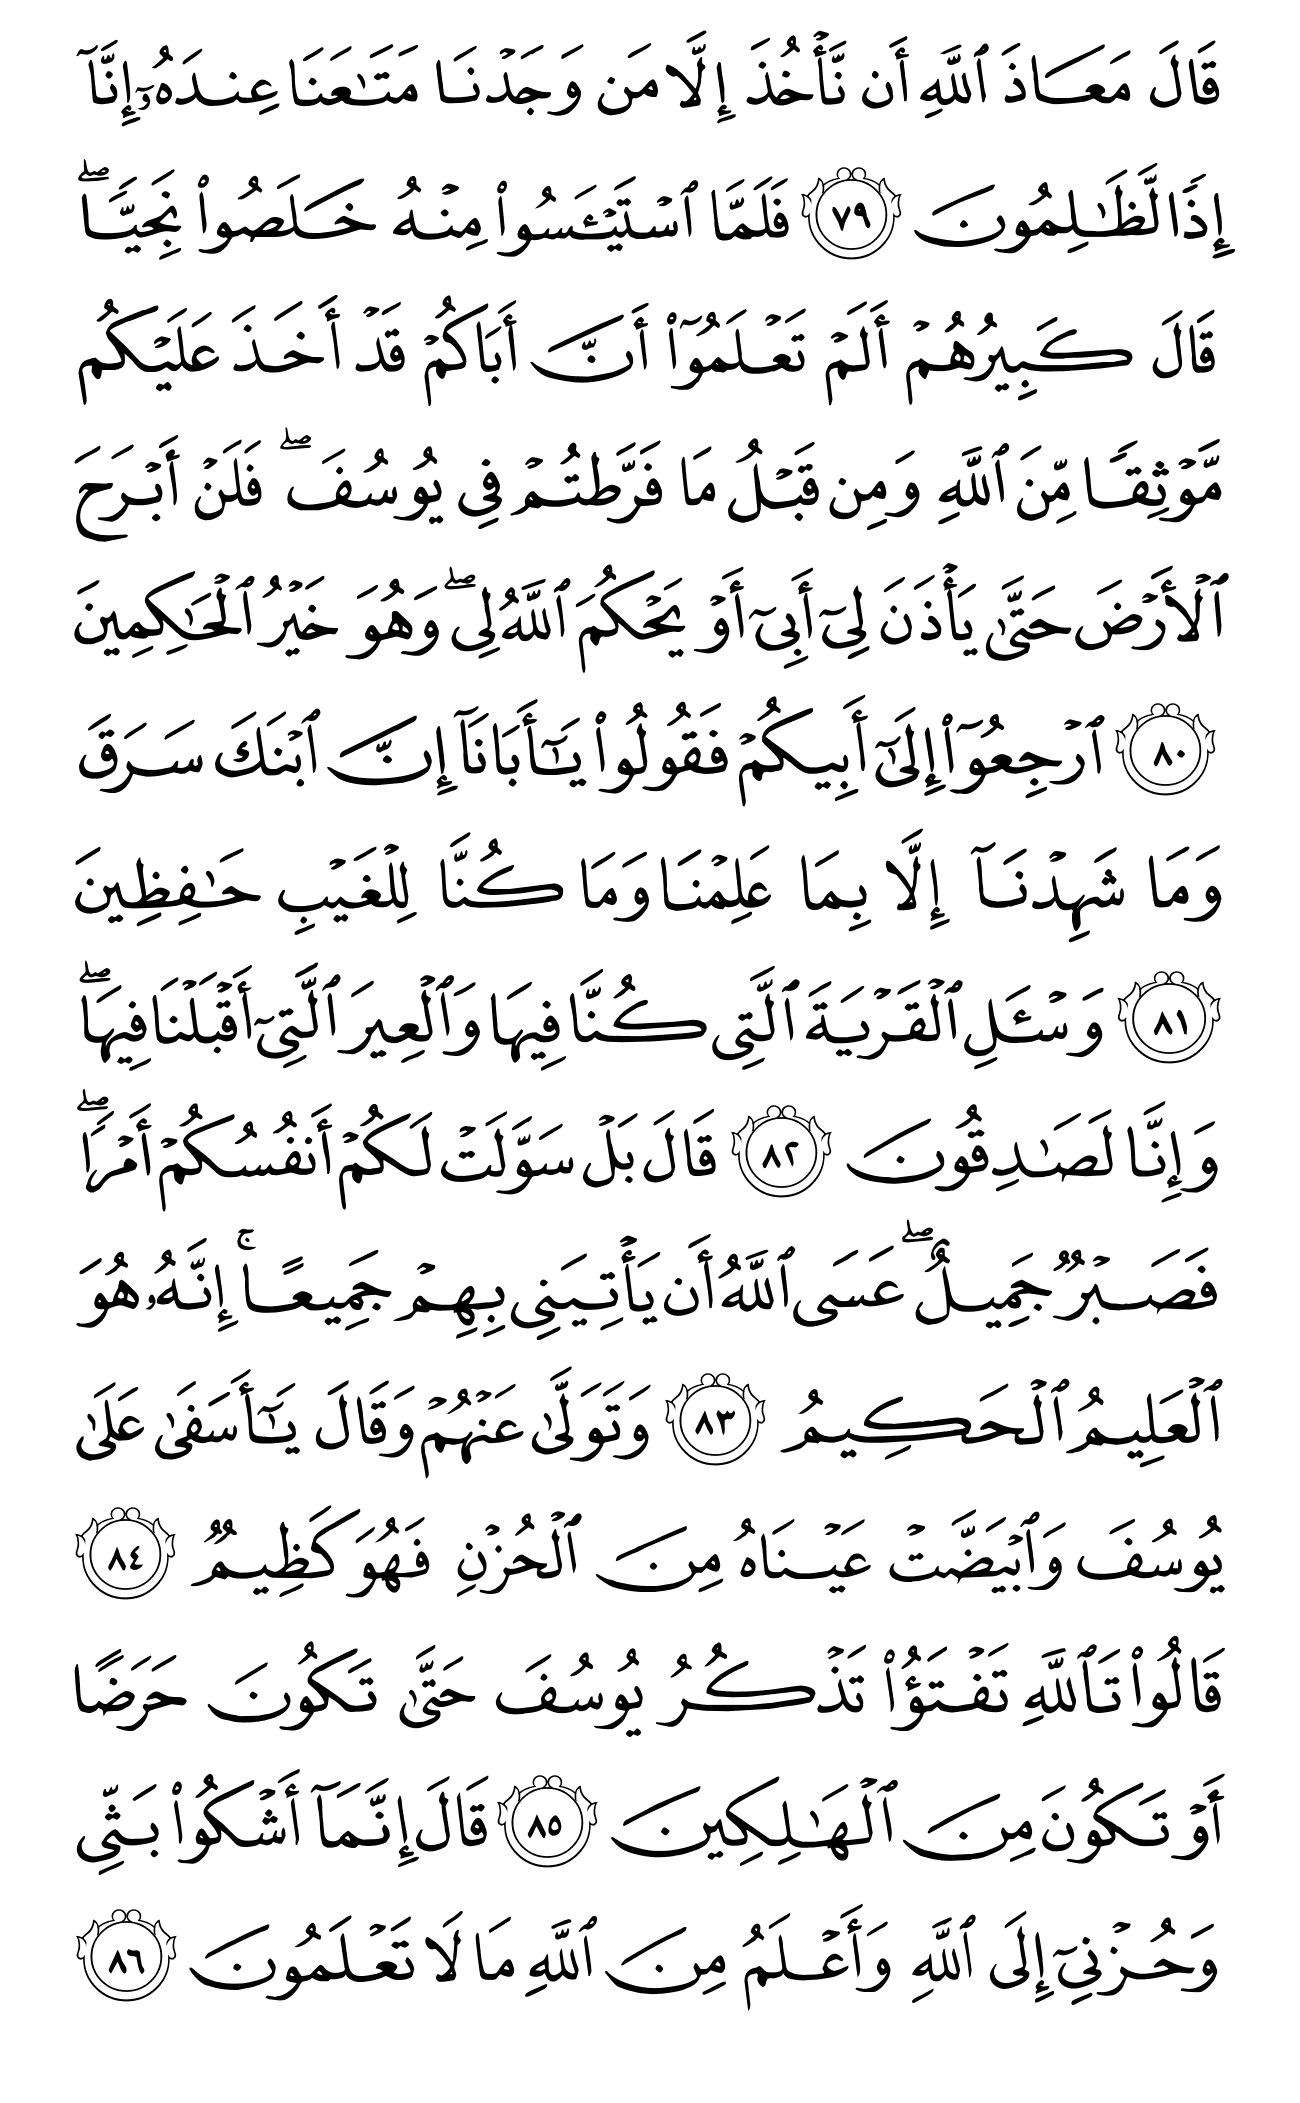 قَالَ مَعَاذَ ٱللَّهِ أَن نَّأۡخُذَ إِلَّا مَن وَجَدۡنَا مَتَٰعَنَا عِندَهُۥٓ إِنَّآ
إِذٗا لَّظَٰلِمُونَ ٧٩ فَلَمَّا ٱسۡتَيۡـَٔسُواْ مِنۡهُ خَلَصُواْ نَجِيّٗاۖ
قَالَ كَبِيرُهُمۡ أَلَمۡ تَعۡلَمُوٓاْ أَنَّ أَبَاكُمۡ قَدۡ أَخَذَ عَلَيۡكُم
مَّوۡثِقٗا مِّنَ ٱللَّهِ وَمِن قَبۡلُ مَا فَرَّطتُمۡ فِي يُوسُفَۖ فَلَنۡ أَبۡرَحَ
ٱلۡأَرۡضَ حَتَّىٰ يَأۡذَنَ لِيٓ أَبِيٓ أَوۡ يَحۡكُمَ ٱللَّهُ لِيۖ وَهُوَ خَيۡرُ ٱلۡحَٰكِمِينَ
٨٠ ٱرۡجِعُوٓاْ إِلَىٰٓ أَبِيكُمۡ فَقُولُواْ يَٰٓأَبَانَآ إِنَّ ٱبۡنَكَ سَرَقَ
وَمَا شَهِدۡنَآ إِلَّا بِمَا عَلِمۡنَا وَمَا كُنَّا لِلۡغَيۡبِ حَٰفِظِينَ
٨١ وَسۡـَٔلِ ٱلۡقَرۡيَةَ ٱلَّتِي كُنَّا فِيهَا وَٱلۡعِيرَ ٱلَّتِيٓ أَقۡبَلۡنَا فِيهَاۖ
وَإِنَّا لَصَٰدِقُونَ ٨٢ قَالَ بَلۡ سَوَّلَتۡ لَكُمۡ أَنفُسُكُمۡ أَمۡرٗاۖ
فَصَبۡرٞ جَمِيلٌۖ عَسَى ٱللَّهُ أَن يَأۡتِيَنِي بِهِمۡ جَمِيعًاۚ إِنَّهُۥ هُوَ
ٱلۡعَلِيمُ ٱلۡحَكِيمُ ٨٣ وَتَوَلَّىٰ عَنۡهُمۡ وَقَالَ يَٰٓأَسَفَىٰ عَلَىٰ
يُوسُفَ وَٱبۡيَضَّتۡ عَيۡنَاهُ مِنَ ٱلۡحُزۡنِ فَهُوَ كَظِيمٞ ٨٤
قَالُواْ تَٱللَّهِ تَفۡتَؤُاْ تَذۡكُرُ يُوسُفَ حَتَّىٰ تَكُونَ حَرَضًا
أَوۡ تَكُونَ مِنَ ٱلۡهَٰلِكِينَ ٨٥ قَالَ إِنَّمَآ أَشۡكُواْ بَثِّي
وَحُزۡنِيٓ إِلَى ٱللَّهِ وَأَعۡلَمُ مِنَ ٱللَّهِ مَا لَا تَعۡلَمُونَ ٨٦